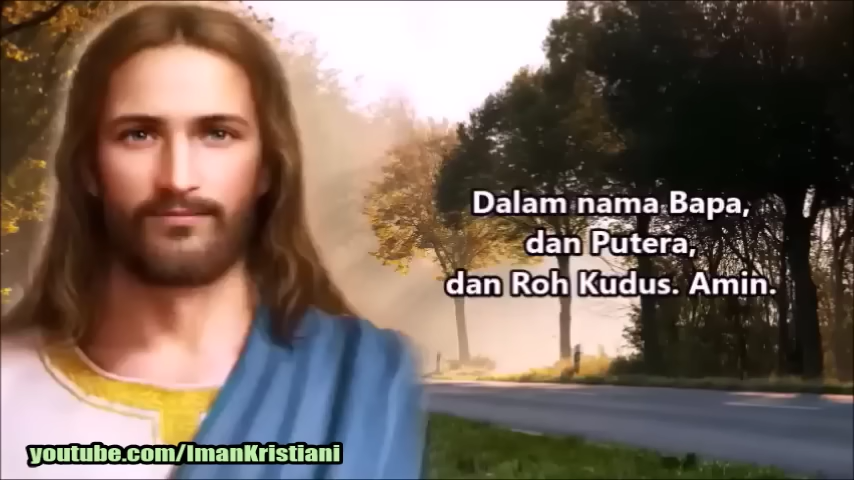 Dalam nama Bapa,
dan Putera,
dan Roh Kudus. Amin.
youtube.com/ImanKristiani